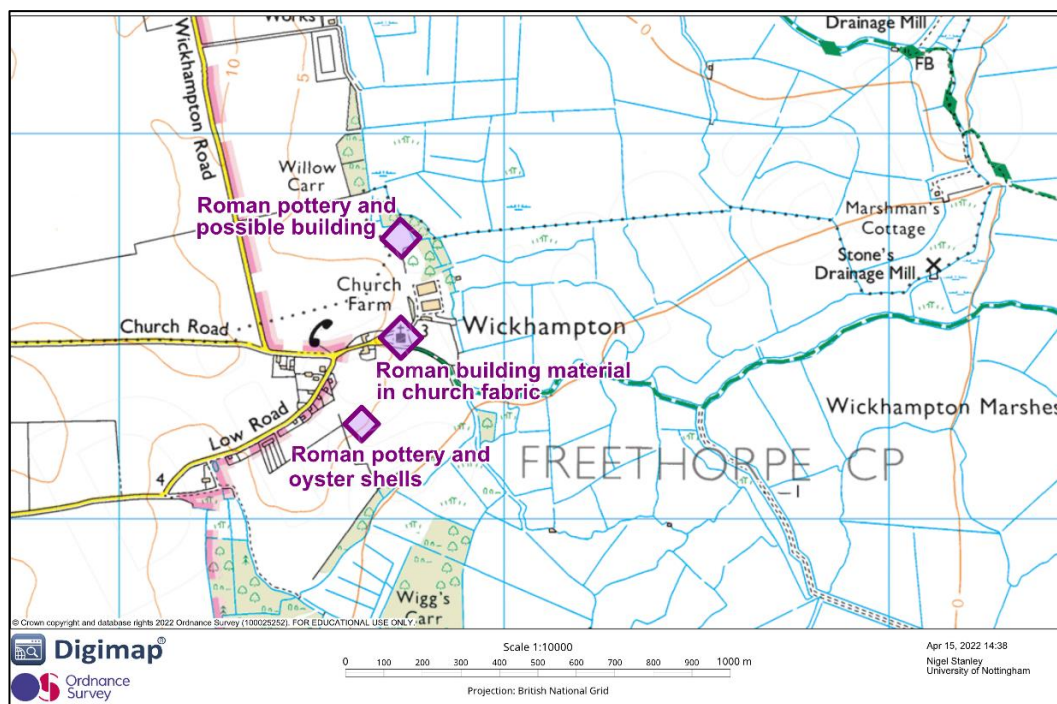 Works
Drainage Mill
FB
Wickhampton Road
10
5
0
0
Willow
Carr
Roman pottery and
possible building
Marshman's
Cottage
Stone's
Drainage Mill
Church
Farm
Church Road
3
Wickhampton
Roman building material
in church fabric
Wickhampton Marshes
Low Road
Roman pottery and
oyster shells
FREETHORPE CP
4
-1
0
Wigg's
Carr
© Crown copyright and database rights 2022 Ordnance Survey (100025252). FOR EDUCATIONAL USE ONLY.
Digimap®
Ordnance
Survey
Scale 1:10000
0 100 200 300 400 500 600 700 800 900 1000 m
Projection: British National Grid
Apr 15, 2022 14:38
Nigel Stanley
University of Nottingham